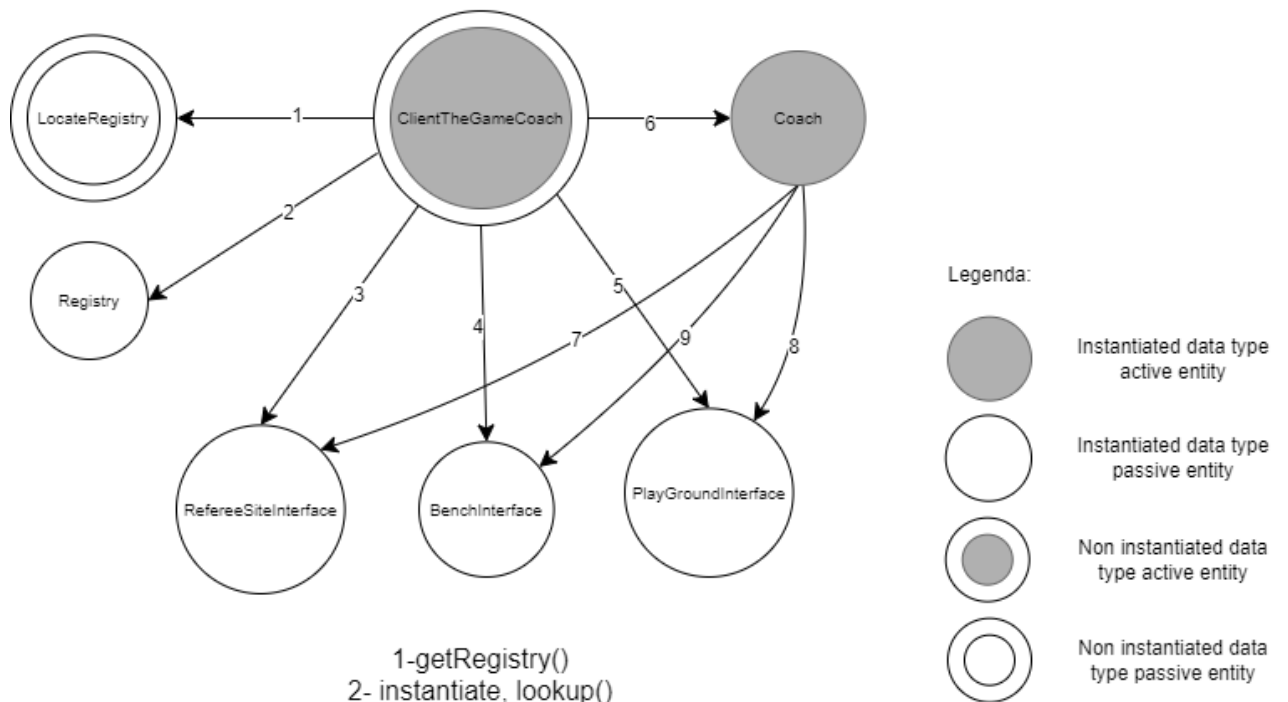 LocateRegistry
1
ClientTheGameCoach
6
Coach
2
Registry
3
4
5
7
9
8
RefereeSiteInterface
BenchInterface
PlayGroundInterface
Legenda:
Instantiated data type
active entity
Instantiated data type
passive entity
Non instantiated data
type active entity
Non instantiated data
type passive entity
1-getRegistry()
2- instantiate, lookup()